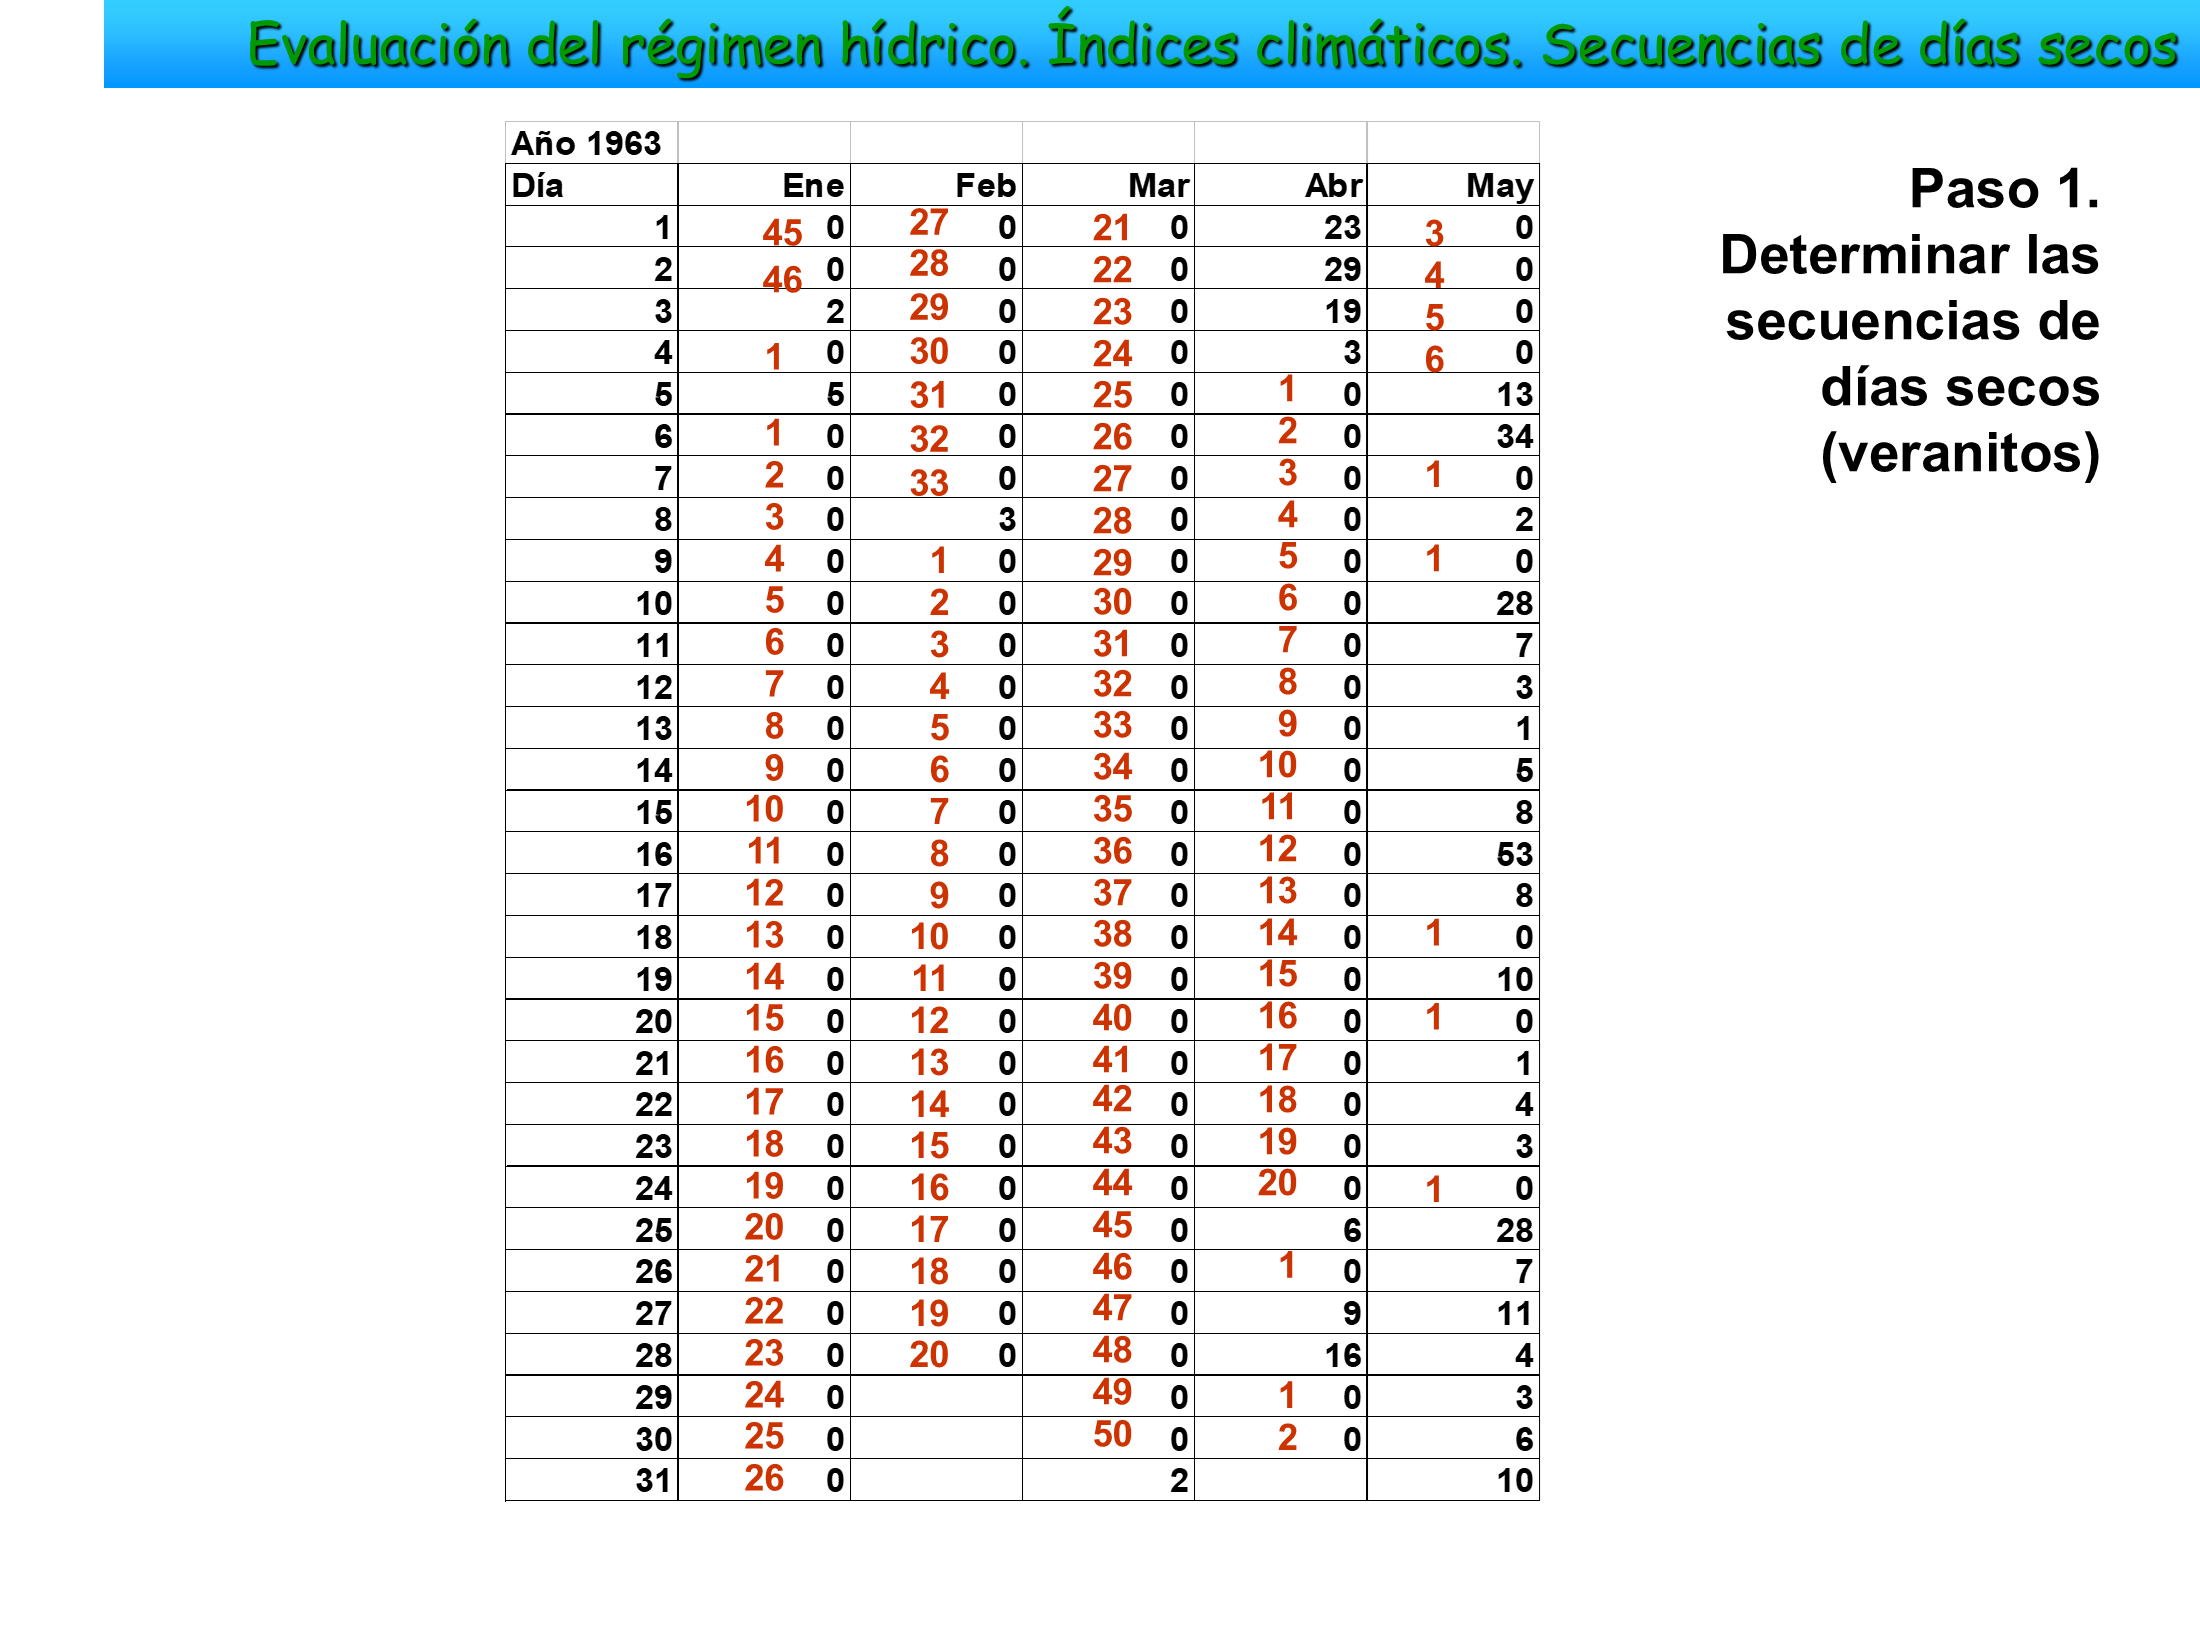 Evaluación del régimen hídrico. Índices climáticos. Secuencias de días secos
Año 1963
Día Ene Feb Mar Abr May
1 45 0 27 0 21 0 23 3 0
2 46 0 28 0 22 0 29 4 0
3 2 29 0 23 0 19 5 0
4 1 0 30 0 24 0 3 6 0
5 5 31 0 25 0 1 0 13
6 1 0 32 0 26 0 2 0 34
7 2 0 33 0 27 0 3 0 1 0
8 3 0 3 28 0 4 0 2
9 4 0 1 0 29 0 5 0 1 0
10 5 0 2 0 30 0 6 0 28
11 6 0 3 0 31 0 7 0 7
12 7 0 4 0 32 0 8 0 3
13 8 0 5 0 33 0 9 0 1
14 9 0 6 0 34 0 10 0 5
15 10 0 7 0 35 0 11 0 8
16 11 0 8 0 36 0 12 0 53
17 12 0 9 0 37 0 13 0 8
18 13 0 10 0 38 0 14 0 1 0
19 14 0 11 0 39 0 15 0 10
20 15 0 12 0 40 0 16 0 1 0
21 16 0 13 0 41 0 17 0 1
22 17 0 14 0 42 0 18 0 4
23 18 0 15 0 43 0 19 0 3
24 19 0 16 0 44 0 20 0 1 0
25 20 0 17 0 45 0 6 28
26 21 0 18 0 46 0 1 0 7
27 22 0 19 0 47 0 9 11
28 23 0 20 0 48 0 16 4
29 24 0 49 0 1 0 3
30 25 0 50 0 2 0 6
31 26 0 2 10
Paso 1.
Determinar las
secuencias de
días secos
(veranitos)